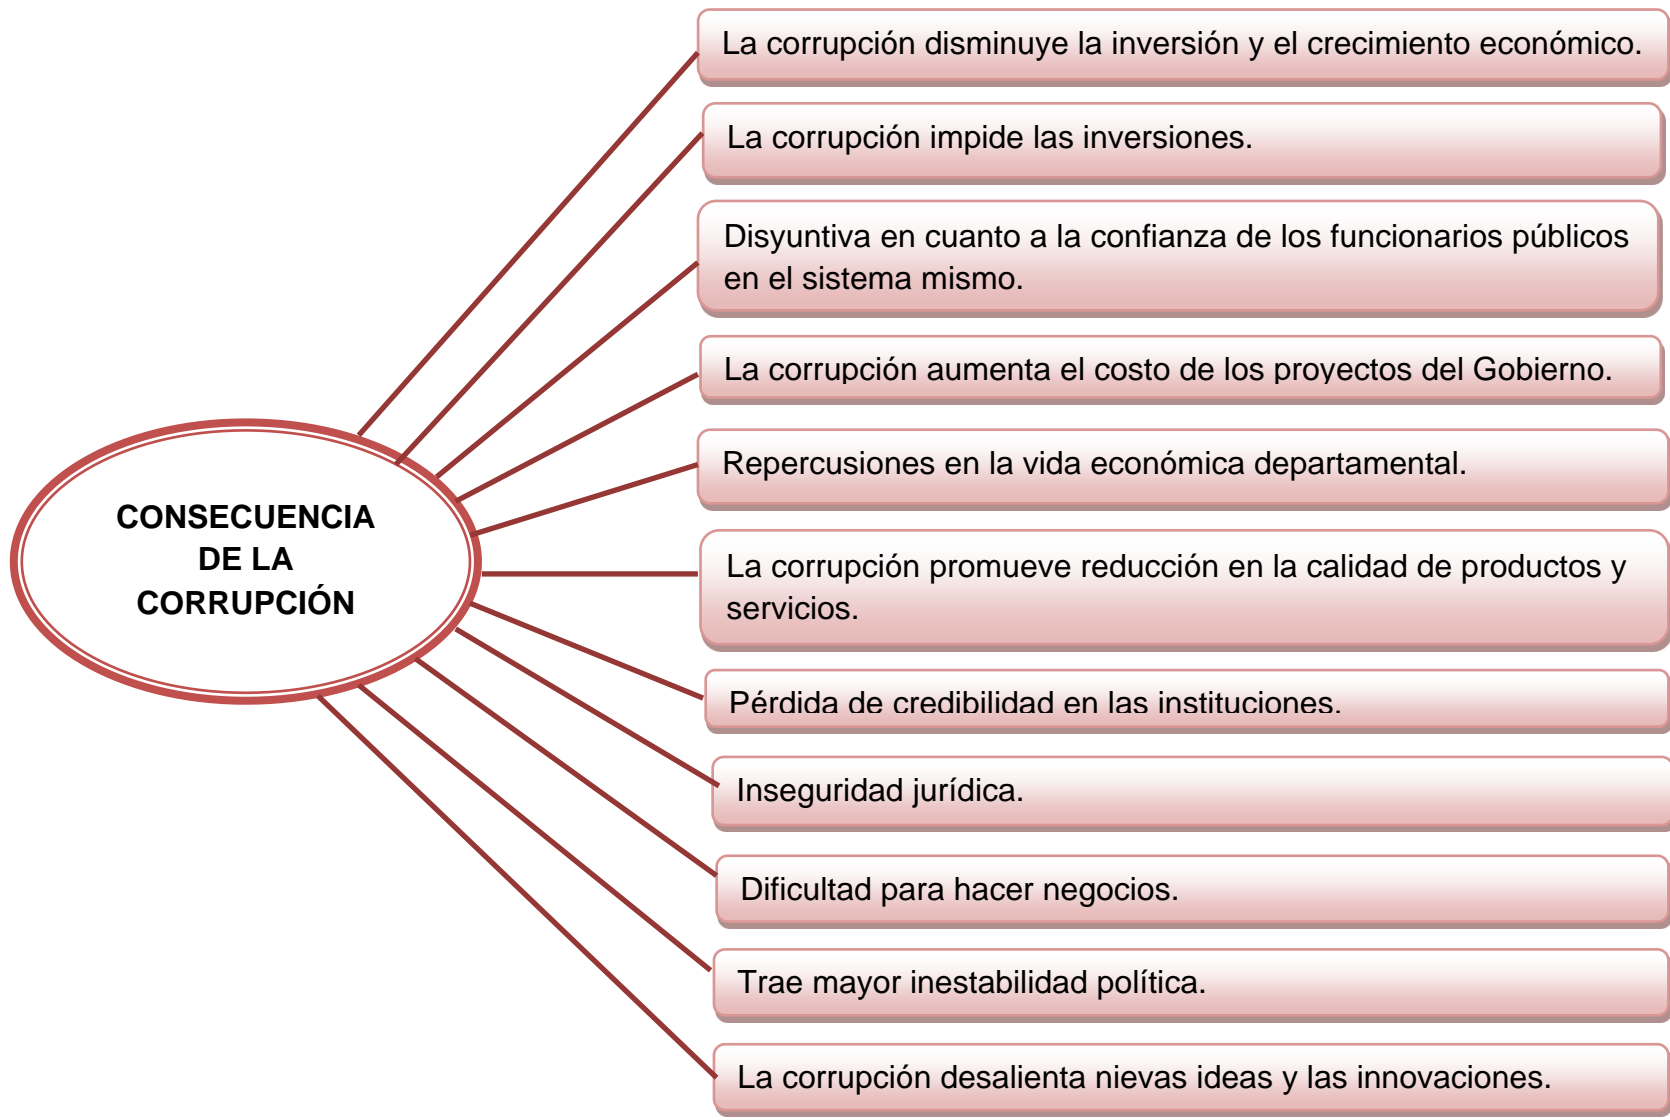 La corrupción disminuye la inversión y el crecimiento económico.
La corrupción impide las inversiones.
Disyuntiva en cuanto a la confianza de los funcionarios públicos
en el sistema mismo.
La corrupción aumenta el costo de los proyectos del Gobierno.
Repercusiones en la vida económica departamental.
CONSECUENCIA
DE LA
CORRUPCIÓN
La corrupción promueve reducción en la calidad de productos y
servicios.
Pérdida de credibilidad en las instituciones.
Inseguridad jurídica.
Dificultad para hacer negocios.
Trae mayor inestabilidad política.
La corrupción desalienta nievas ideas y las innovaciones.